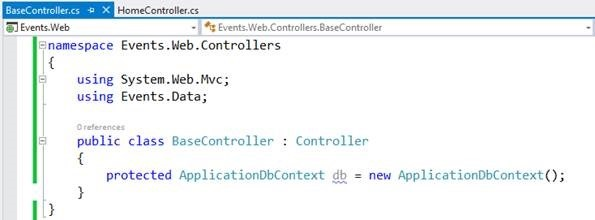 BaseController.cs HomeController.cs
Events.Web Events.Web.Controllers.BaseController
namespace Events.Web.Controllers
{
using System.Web.Mvc;
using Events.Data;
0 references
public class BaseController : Controller
{
protected ApplicationDbContext db = new ApplicationDbContext();
}
}